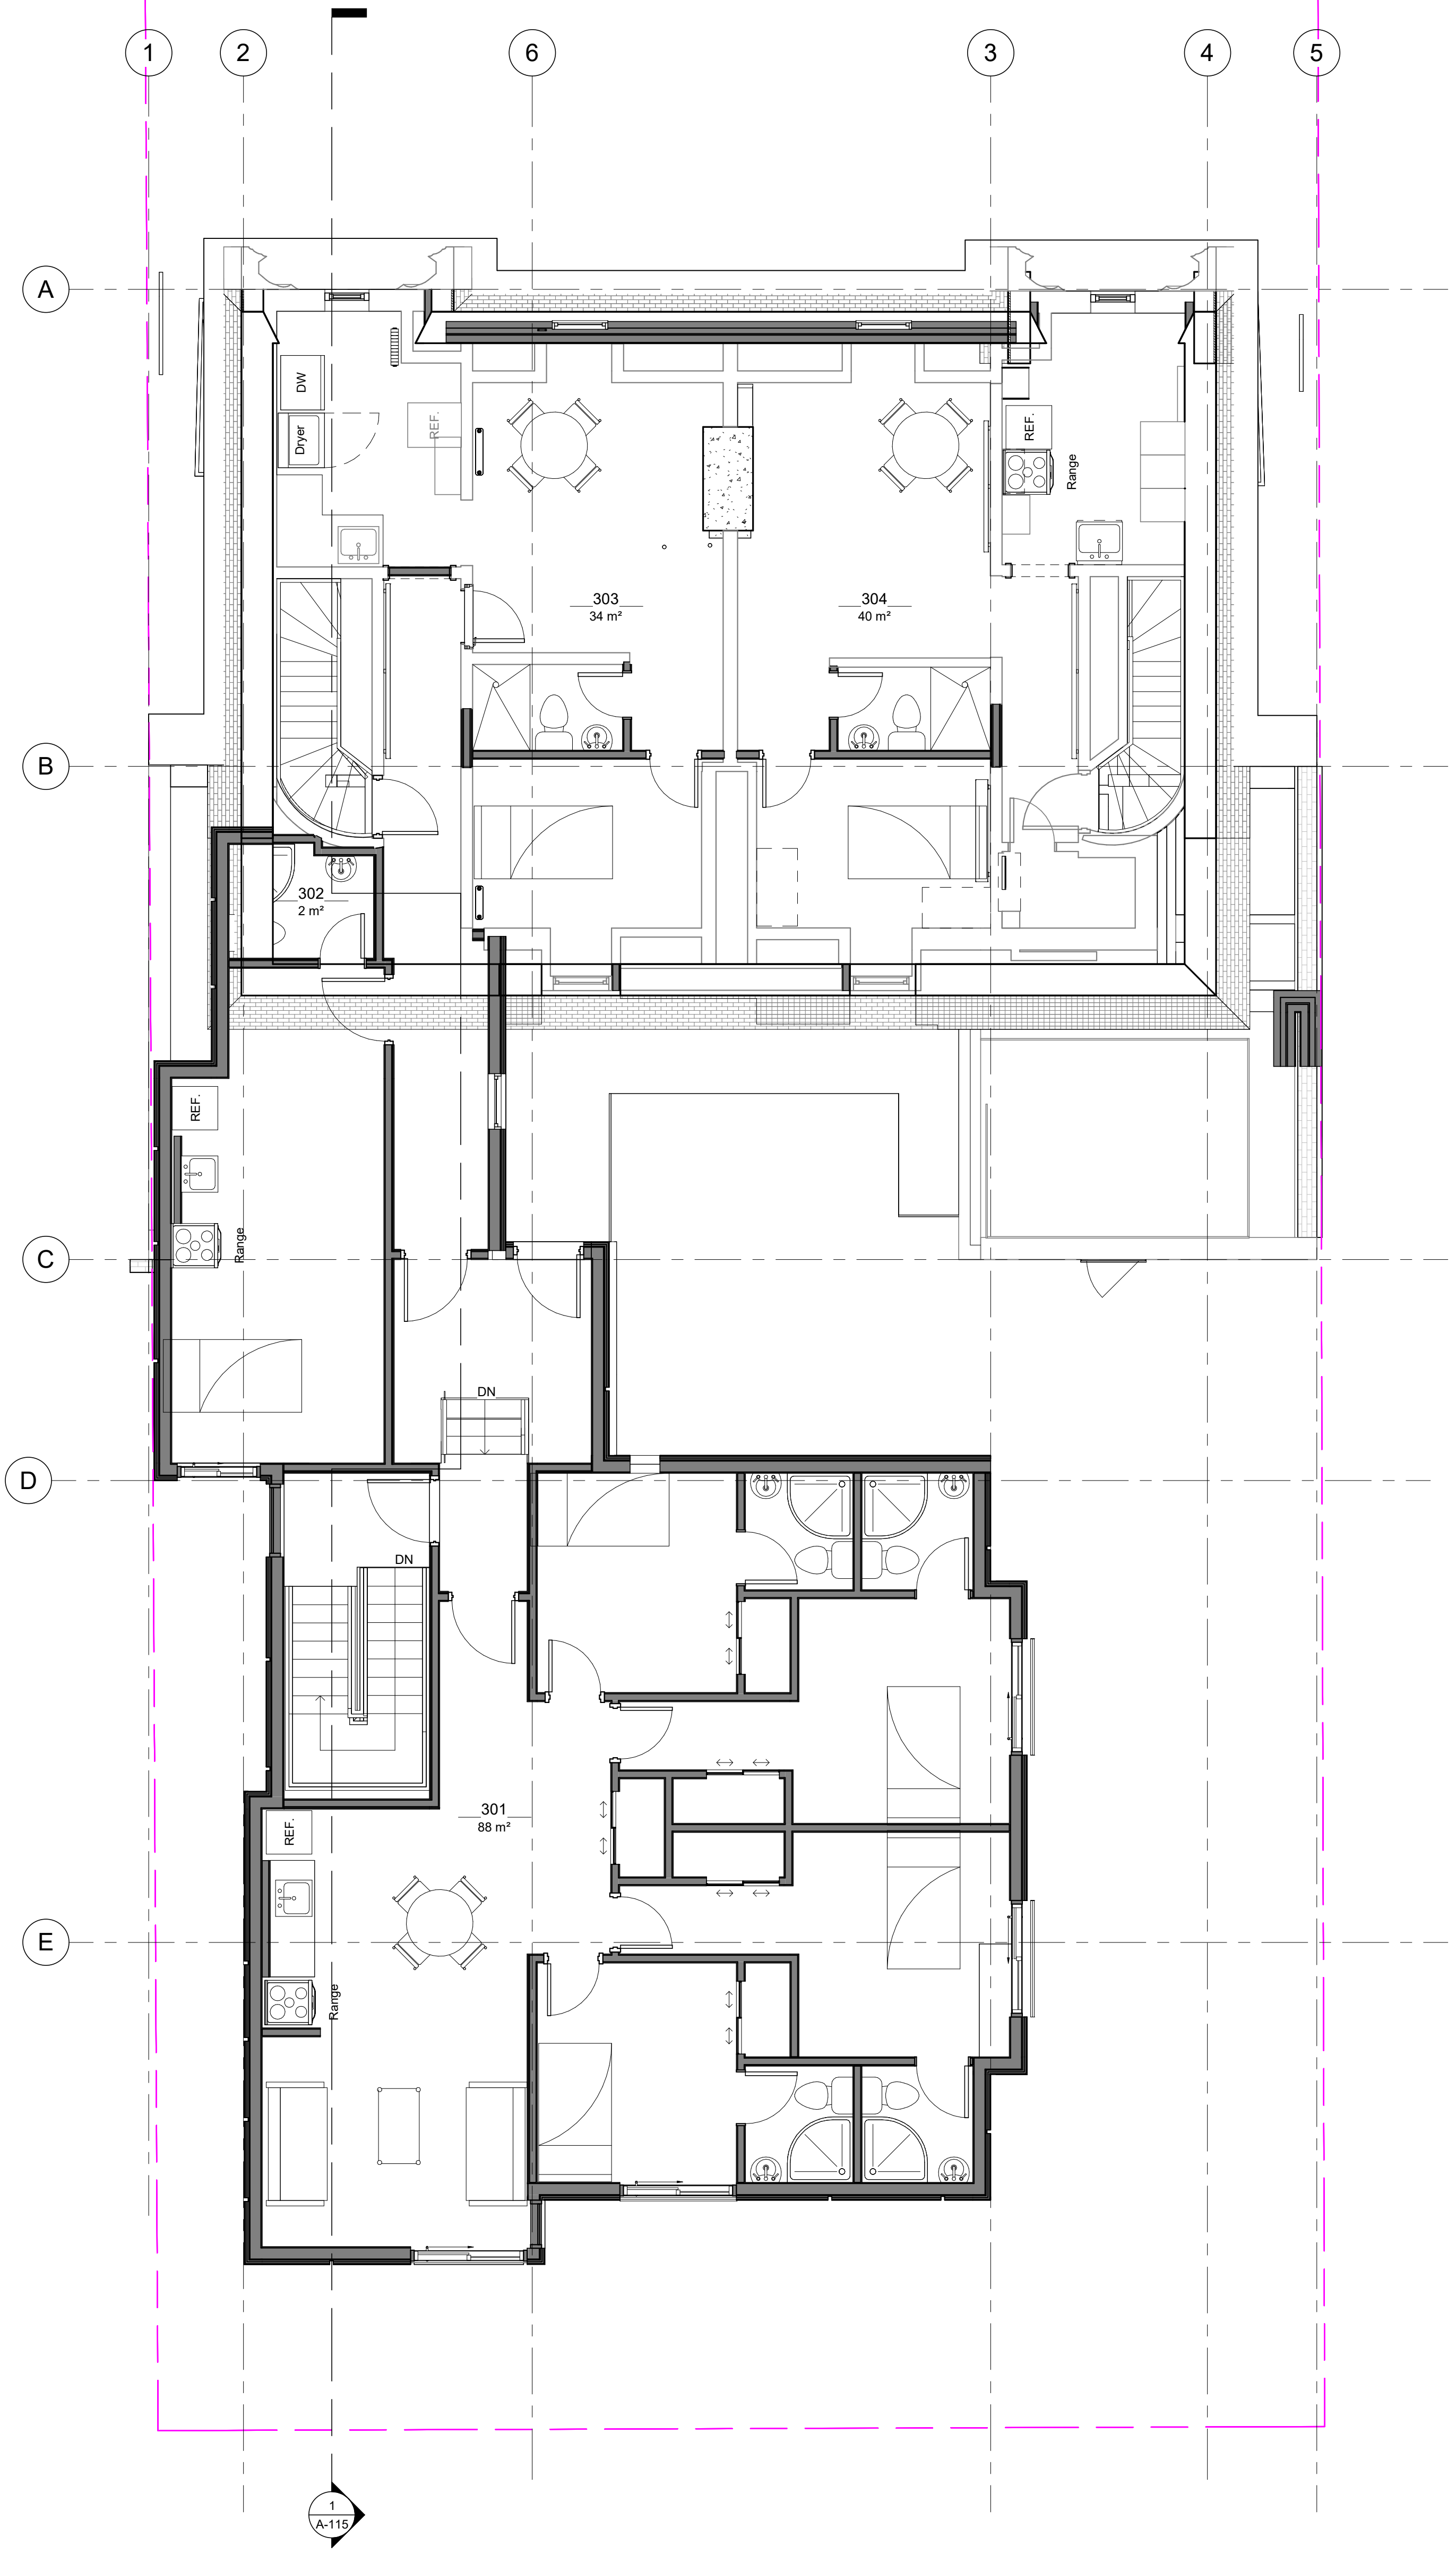 1
2
6
3
4
5
A
DW
Dryer
REF.
REF.
Range
303
34 m²
304
40 m²
B
302
2 m²
REF.
Range
C
DN
D
DN
301
88 m²
REF.
E
Range
1
A-115